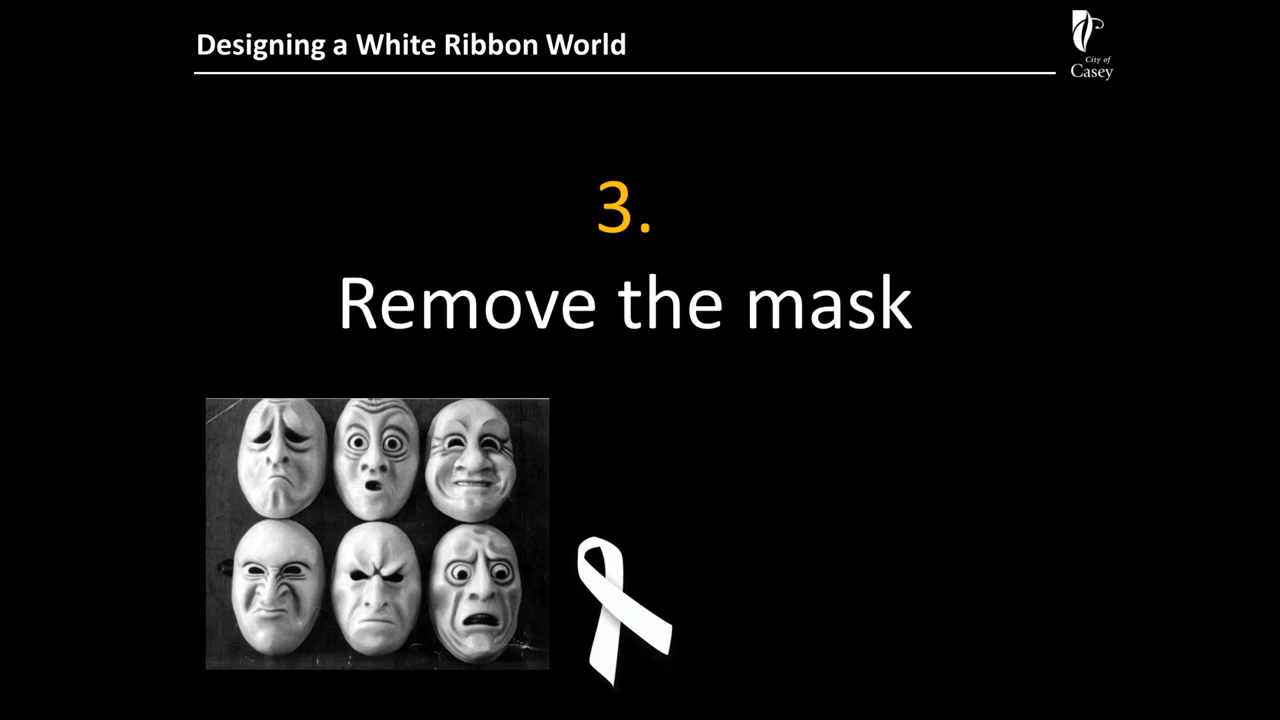 Designing a White Ribbon World
City of
Casey
3.
Remove the mask